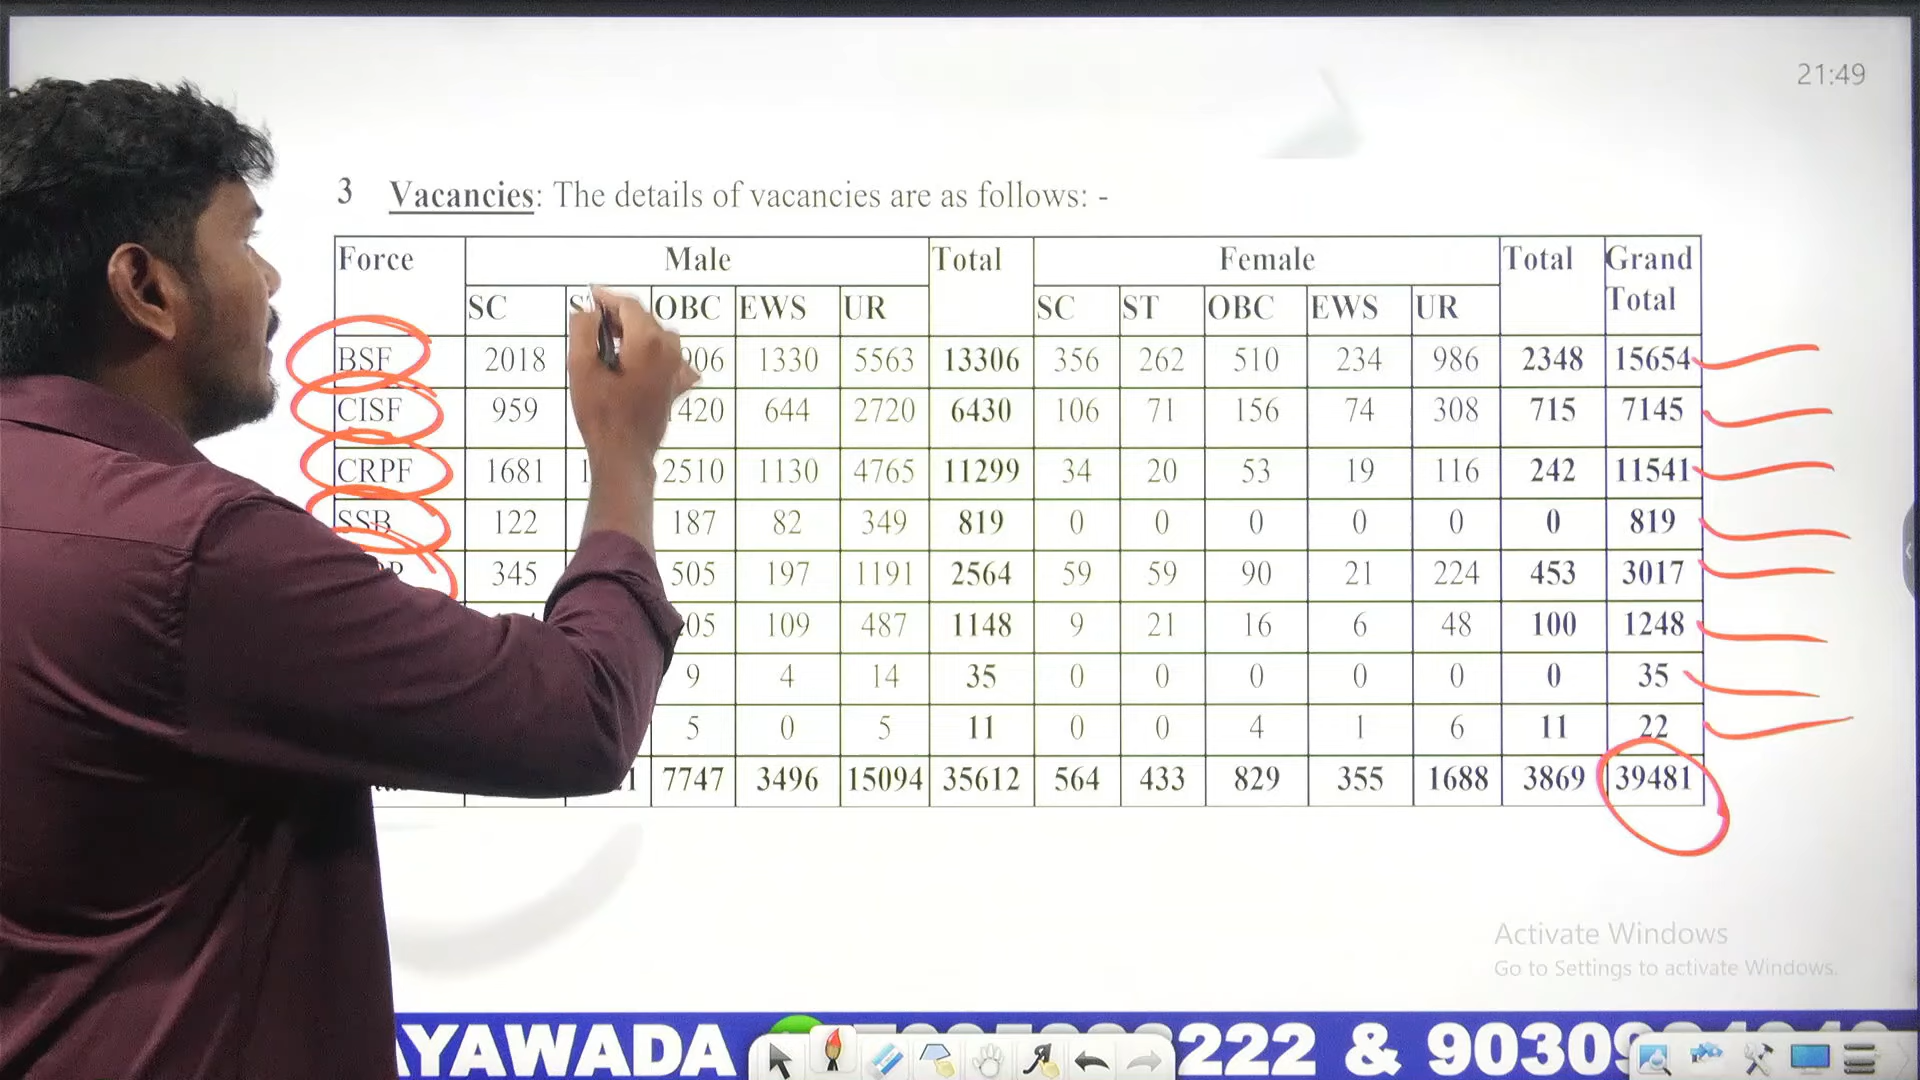 21:49
3 Vacancies: The details of vacancies are as follows: -
Force Male Total Female Total Grand Total
SC OBC EWS UR SC ST OBC EWS UR
BSF 2018 1330 5563 13306 356 262 510 234 986 2348 15654
CISF 959 1420 644 2720 6430 106 71 156 74 308 715 7145
CRPF 1681 2510 1130 4765 11299 34 20 53 19 116 242 11541
SSB 122 187 82 349 819 0 0 0 0 0 0 819
345 505 197 1191 2564 59 59 90 21 224 453 3017
109 487 1148 9 21 16 6 48 100 1248
9 4 14 35 0 0 0 0 0 0 35
5 0 5 11 0 0 4 1 6 11 22
7747 3496 15094 35612 564 433 829 355 1688 3869 39481
Activate Windows
Go to Settings to activate Windows.
AYAWADA 222 & 9030